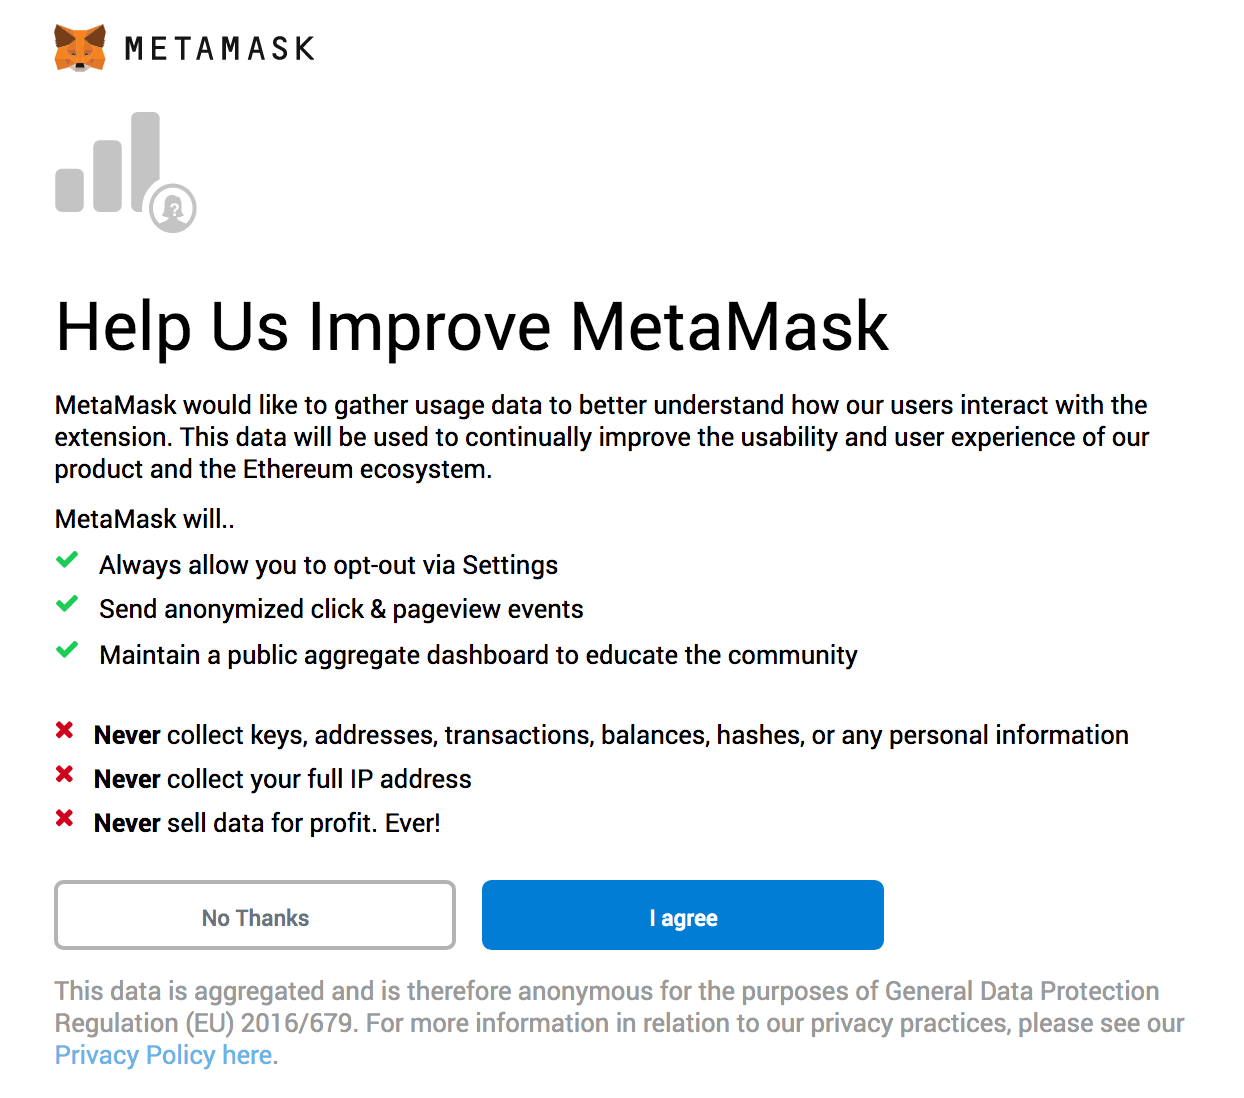 METAMASK
?
Help Us Improve MetaMask
MetaMask would like to gather usage data to better understand how our users interact with the
extension. This data will be used to continually improve the usability and user experience of our
product and the Ethereum ecosystem.
MetaMask will..
Always allow you to opt-out via Settings
Send anonymized click & pageview events
Maintain a public aggregate dashboard to educate the community
Never collect keys, addresses, transactions, balances, hashes, or any personal information
Never collect your full IP address
Never sell data for profit. Ever!
No Thanks
I agree
This data is aggregated and is therefore anonymous for the purposes of General Data Protection
Regulation (EU) 2016/679. For more information in relation to our privacy practices, please see our
Privacy Policy here.